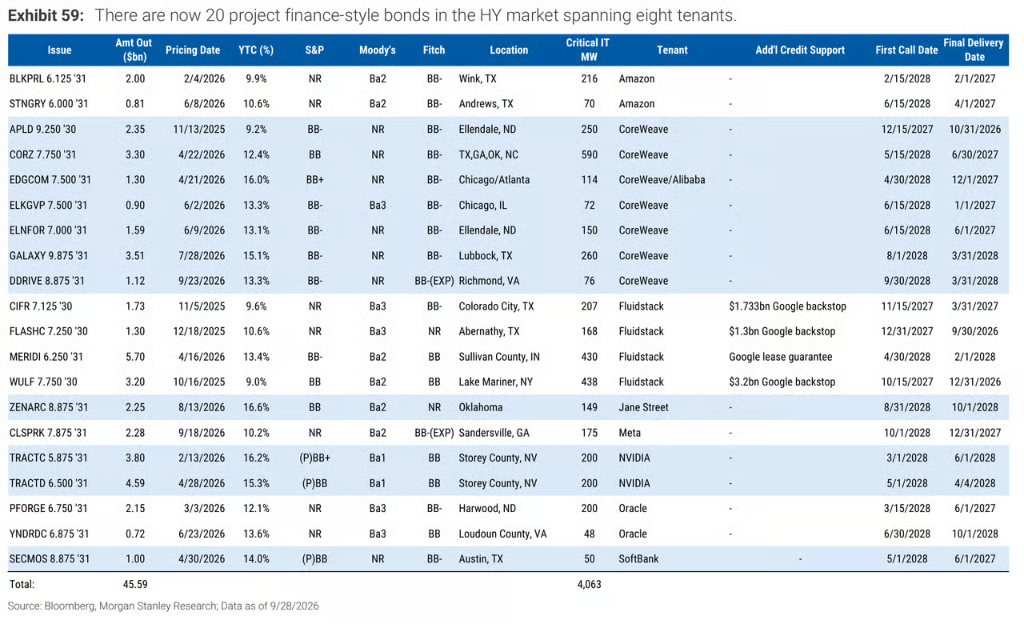 Exhibit 59: There are now 20 project finance-style bonds in the HY market spanning eight tenants.
Issue Amt Out ($bn) Pricing Date YTC (%) S&P Moody's Fitch Location Critical IT MW Tenant Add'l Credit Support First Call Date Final Delivery Date
BLKPRL 6.125 '31 2.00 2/4/2026 9.9% NR Ba2 BB- Wink, TX 216 Amazon - 2/15/2028 2/1/2027
STNGRY 6.000 '31 0.81 6/8/2026 10.6% NR Ba2 BB- Andrews, TX 70 Amazon - 6/15/2028 4/1/2027
APLD 9.250 '30 2.35 11/13/2025 9.2% BB- NR BB- Ellendale, ND 250 CoreWeave - 12/15/2027 10/31/2026
CORZ 7.750 '31 3.30 4/22/2026 12.4% BB NR BB- TX,GA,OK, NC 590 CoreWeave - 5/15/2028 6/30/2027
EDGCOM 7.500 '31 1.30 4/21/2026 16.0% BB+ NR BB- Chicago/Atlanta 114 CoreWeave/Alibaba - 4/30/2028 12/1/2027
ELKGVP 7.500 '31 0.90 6/2/2026 13.3% BB- Ba3 BB- Chicago, IL 72 CoreWeave - 6/15/2028 1/1/2027
ELNFOR 7.000 '31 1.59 6/9/2026 13.1% BB- NR BB- Ellendale, ND 150 CoreWeave - 6/15/2028 6/1/2027
GALAXY 9.875 '31 3.51 7/28/2026 15.1% BB- NR BB- Lubbock, TX 260 CoreWeave - 8/1/2028 3/31/2028
DDRIVE 8.875 '31 1.12 9/23/2026 13.3% BB- NR BB-(EXP) Richmond, VA 76 CoreWeave - 9/30/2028 3/31/2028
CIFR 7.125 '30 1.73 11/5/2025 9.6% NR Ba3 BB- Colorado City, TX 207 Fluidstack $1.733bn Google backstop 11/15/2027 3/31/2027
FLASHC 7.250 '30 1.30 12/18/2025 10.6% NR Ba3 NR Abernathy, TX 168 Fluidstack $1.3bn Google backstop 12/31/2027 9/30/2026
MERIDI 6.250 '31 5.70 4/16/2026 13.4% BB- Ba2 BB Sullivan County, IN 430 Fluidstack Google lease guarantee 4/30/2028 2/1/2028
WULF 7.750 '30 3.20 10/16/2025 9.0% BB Ba2 BB Lake Mariner, NY 438 Fluidstack $3.2bn Google backstop 10/15/2027 12/31/2026
ZENARC 8.875 '31 2.25 8/13/2026 16.6% BB Ba2 NR Oklahoma 149 Jane Street - 8/31/2028 10/1/2028
CLSPRK 7.875 '31 2.28 9/18/2026 10.2% NR Ba2 BB-(EXP) Sandersville, GA 175 Meta - 10/1/2028 12/31/2027
TRACTC 5.875 '31 3.80 2/13/2026 16.2% (P)BB+ Ba1 BB Storey County, NV 200 NVIDIA - 3/1/2028 6/1/2028
TRACTD 6.500 '31 4.59 4/28/2026 15.3% (P)BB Ba1 BB Storey County, NV 200 NVIDIA - 5/1/2028 4/4/2028
PFORGE 6.750 '31 2.15 3/3/2026 12.1% NR Ba3 BB- Harwood, ND 200 Oracle - 3/15/2028 6/1/2027
YNDRDC 6.875 '31 0.72 6/23/2026 13.6% NR Ba3 BB Loudoun County, VA 48 Oracle - 6/30/2028 10/1/2028
SECMOS 8.875 '31 1.00 4/30/2026 14.0% (P)BB NR BB- Austin, TX 50 SoftBank - 5/1/2028 6/1/2027
Total: 45.59 4,063
Source: Bloomberg, Morgan Stanley Research; Data as of 9/28/2026